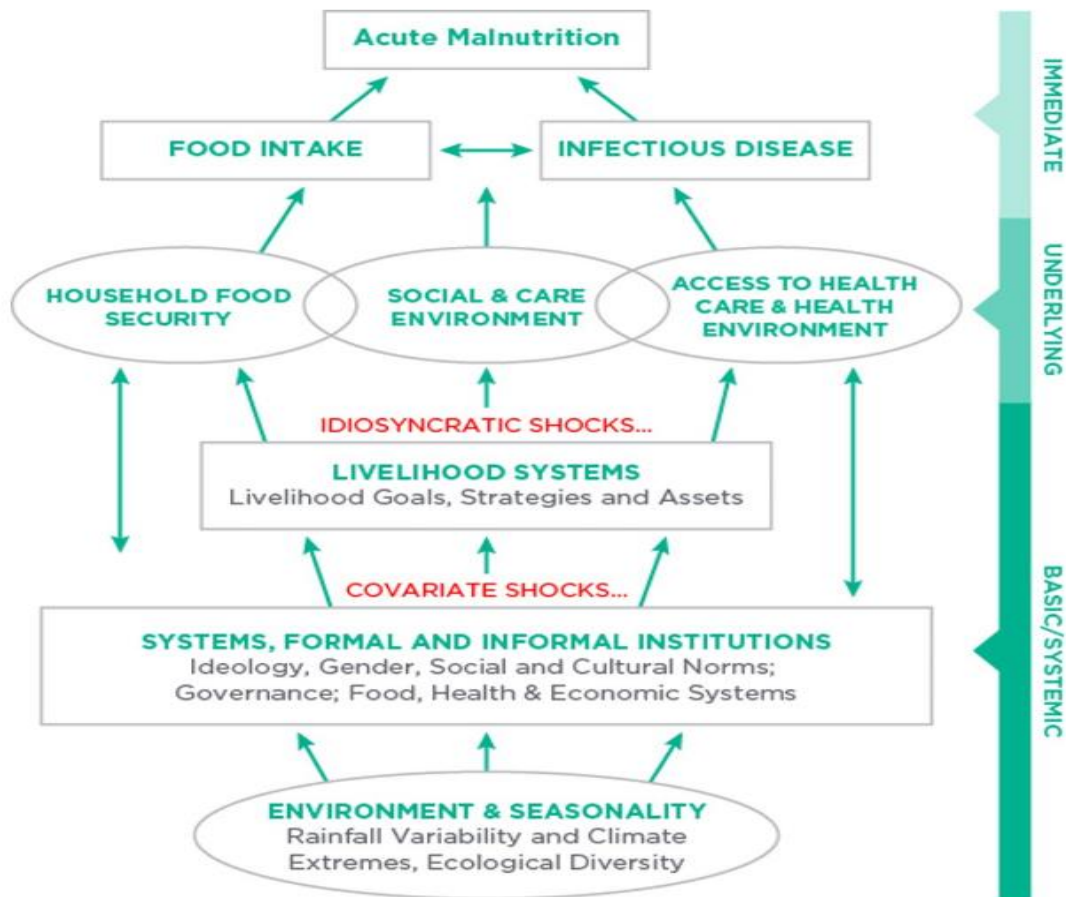 Acute Malnutrition
FOOD INTAKE
INFECTIOUS DISEASE
HOUSEHOLD FOOD
SECURITY
SOCIAL & CARE
ENVIRONMENT
ACCESS TO HEALTH
CARE & HEALTH
ENVIRONMENT
IDIOSYNCRATIC SHOCKS...
LIVELIHOOD SYSTEMS
Livelihood Goals, Strategies and Assets
COVARIATE SHOCKS...
SYSTEMS, FORMAL AND INFORMAL INSTITUTIONS
Ideology, Gender, Social and Cultural Norms;
Governance; Food, Health & Economic Systems
ENVIRONMENT & SEASONALITY
Rainfall Variability and Climate
Extremes, Ecological Diversity
IMMEDIATE
UNDERLYING
BASIC/SYSTEMIC